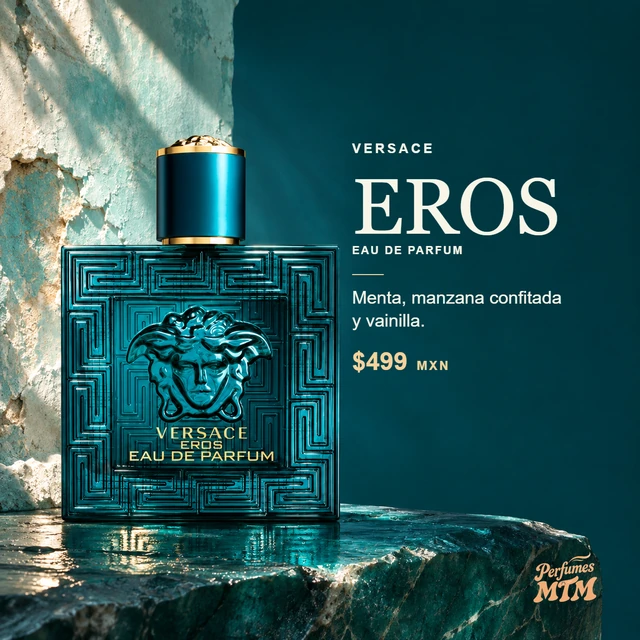 VERSACE
EROS
EAU DE PARFUM
Menta, manzana confitada
y vainilla.
$499 MXN
VERSACE
EROS
EAU DE PARFUM
Perfumes
MTM